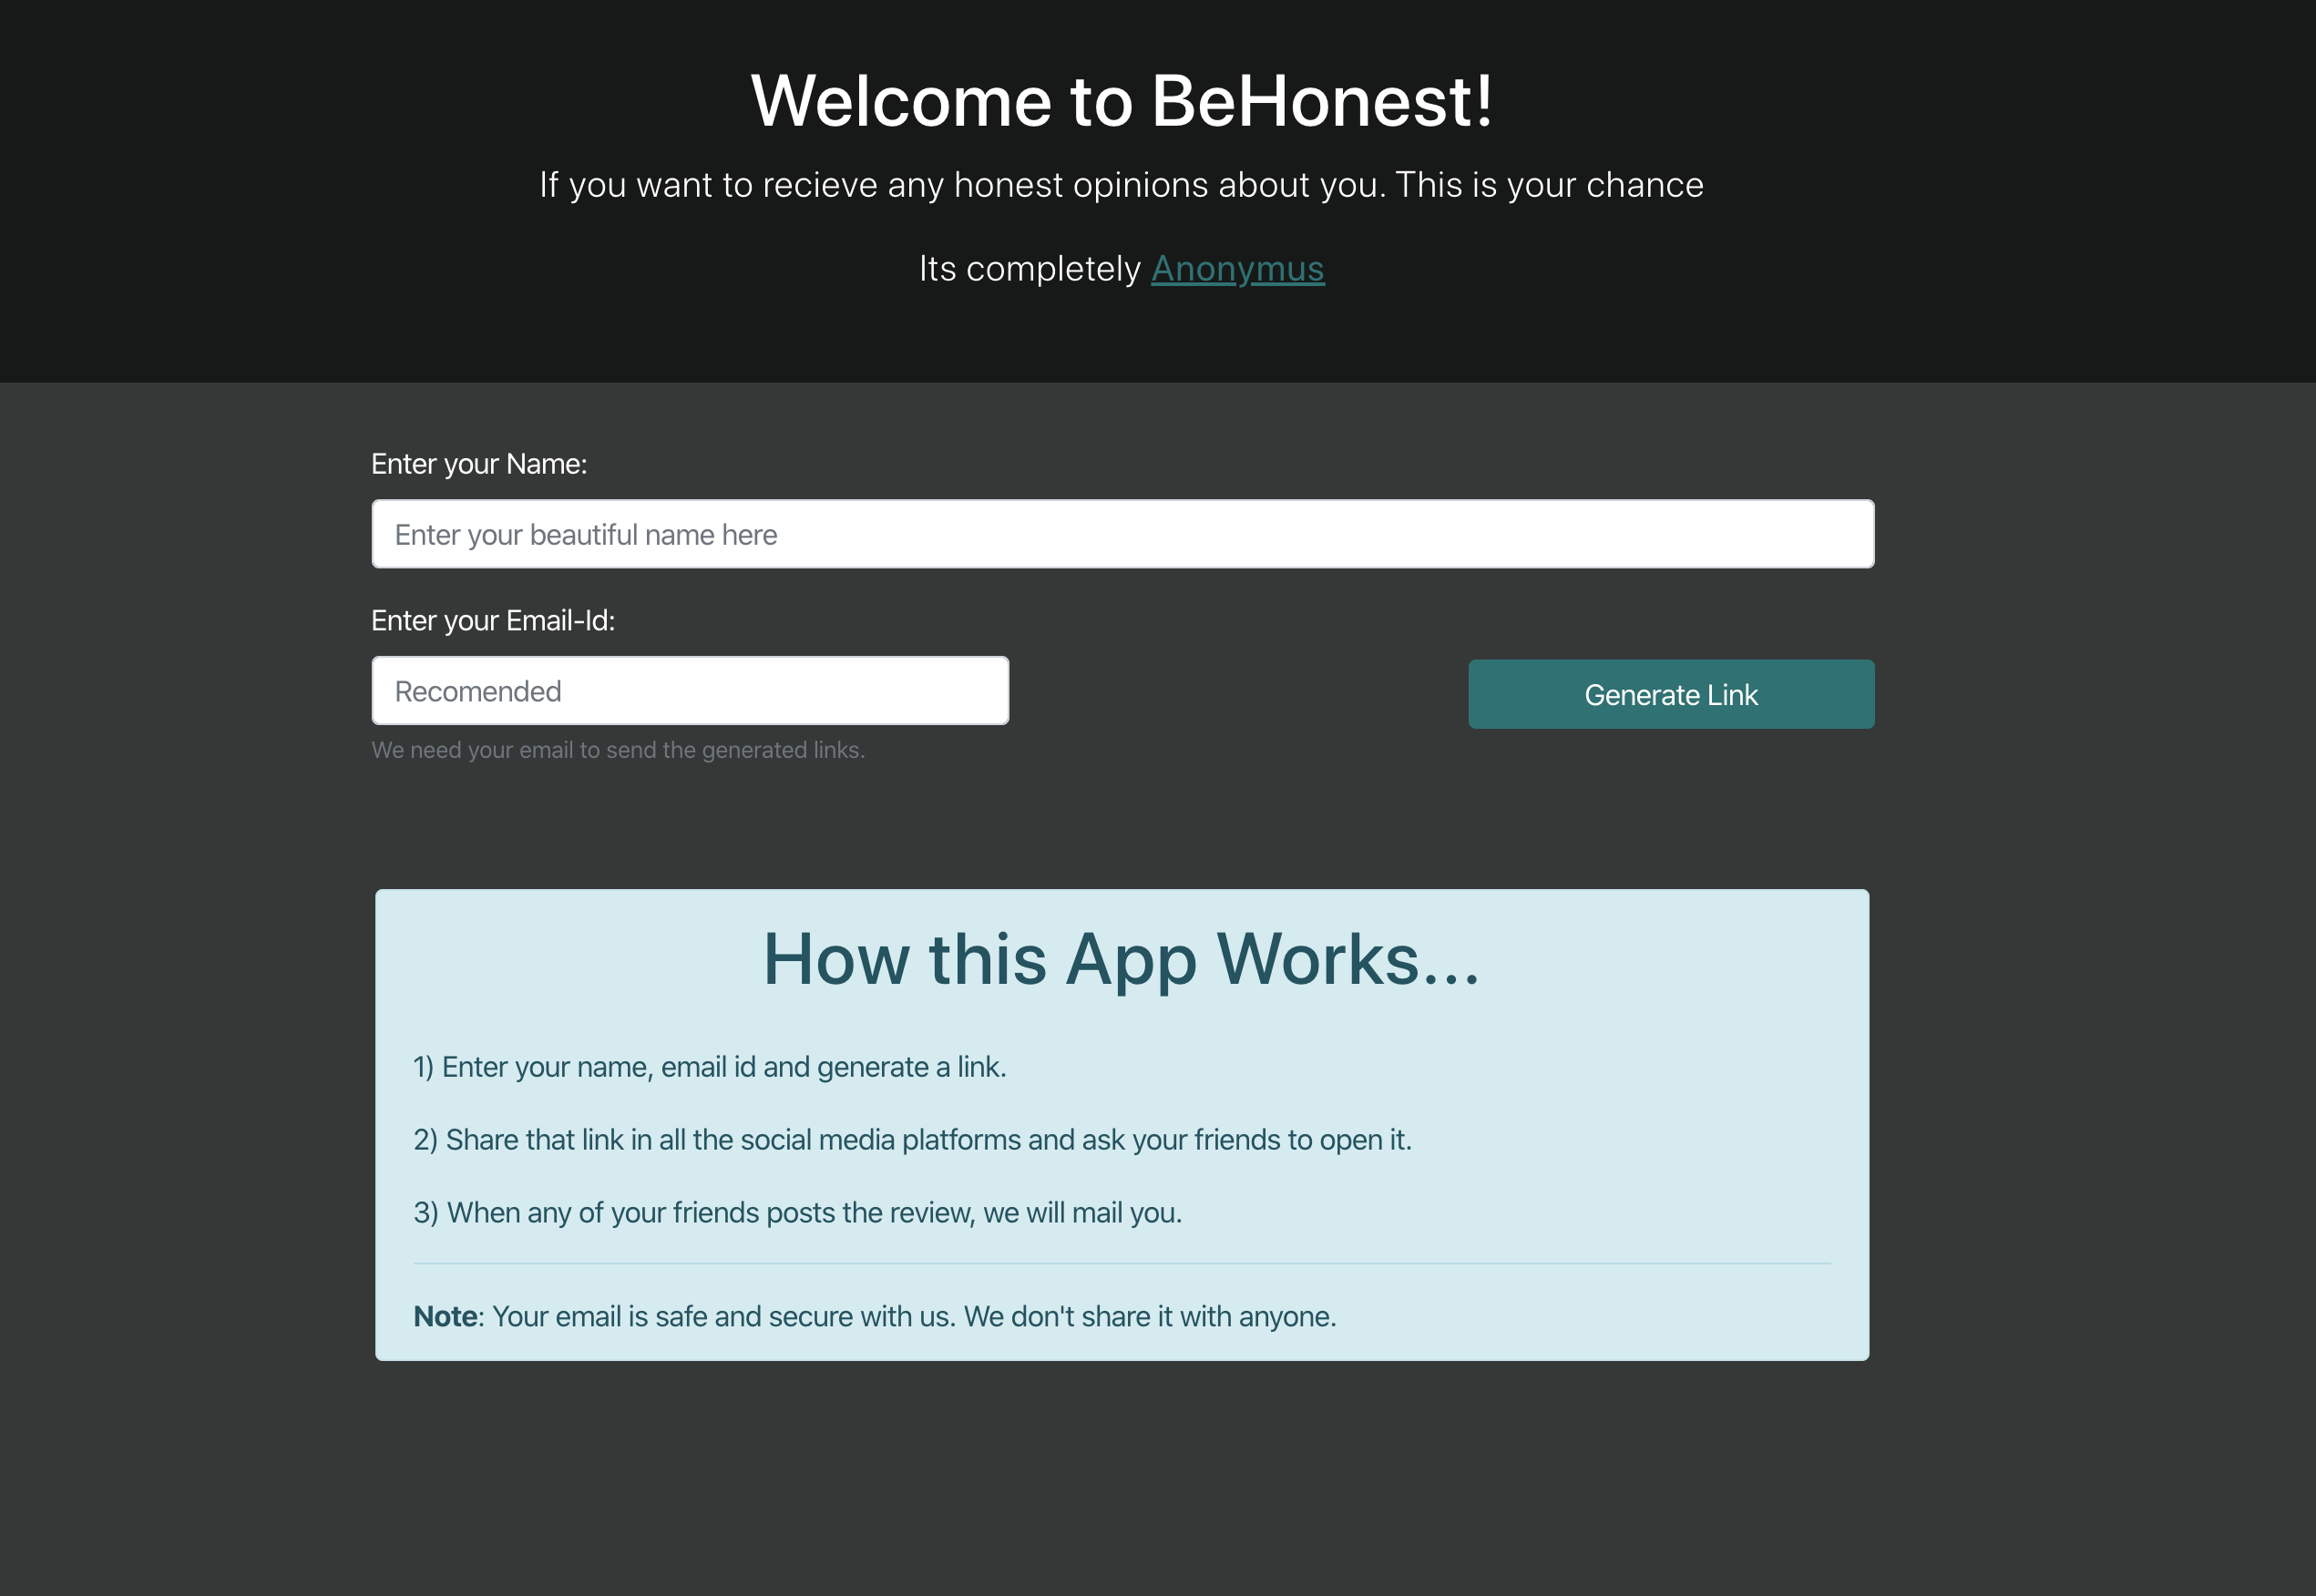 Welcome to BeHonest!
If you want to recieve any honest opinions about you. This is your chance
Its completely Anonymus
Enter your Name:
Enter your beautiful name here
Enter your Email-Id:
Recomended
Generate Link
We need your email to send the generated links.
How this App Works...
1) Enter your name, email id and generate a link.
2) Share that link in all the social media platforms and ask your friends to open it.
3) When any of your friends posts the review, we will mail you.
Note: Your email is safe and secure with us. We don't share it with anyone.